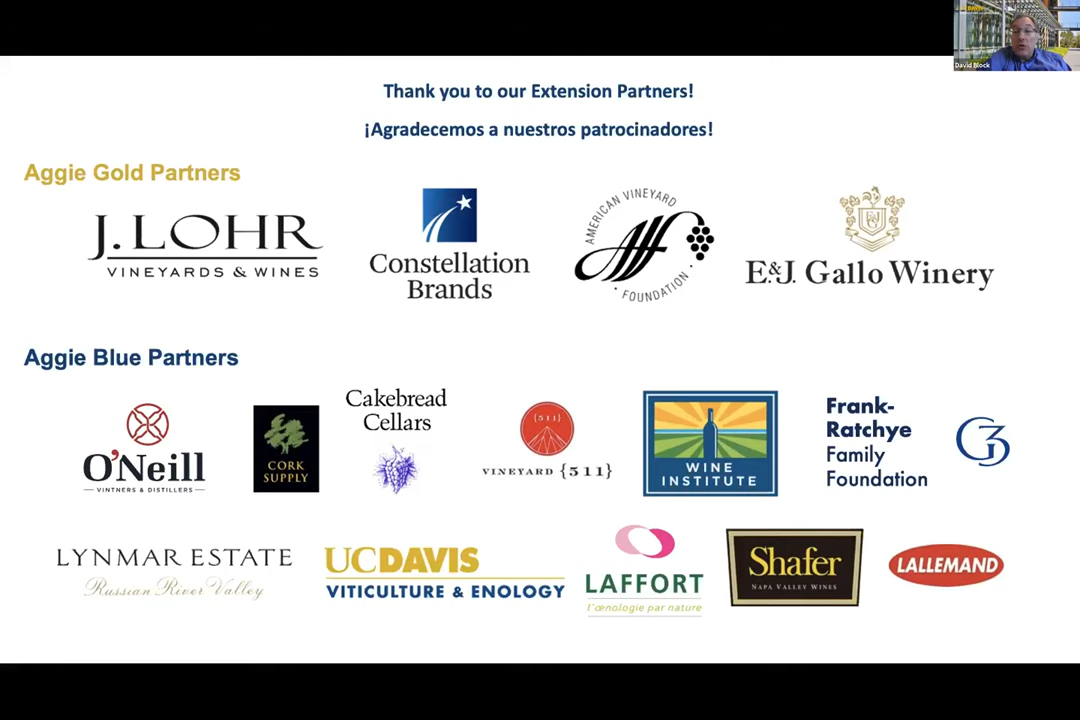 UC DAVIS
David Block
Thank you to our Extension Partners!
¡Agradecemos a nuestros patrocinadores!
Aggie Gold Partners
J. LOHR
VINEYARDS & WINES
Constellation
Brands
AMERICAN VINEYARD
FOUNDATION
E&J. Gallo Winery
Aggie Blue Partners
O'Neill
VINTNERS & DISTILLERS
CORK
SUPPLY
Cakebread
Cellars
{511}
VINEYARD {511}
WINE
INSTITUTE
Frank-
Ratchye
Family
Foundation
G3
LYNMAR ESTATE
Russian River Valley
UCDAVIS
VITICULTURE & ENOLOGY
LAFFORT
l'œnologie par nature
Shafer
NAPA VALLEY WINES
LALLEMAND